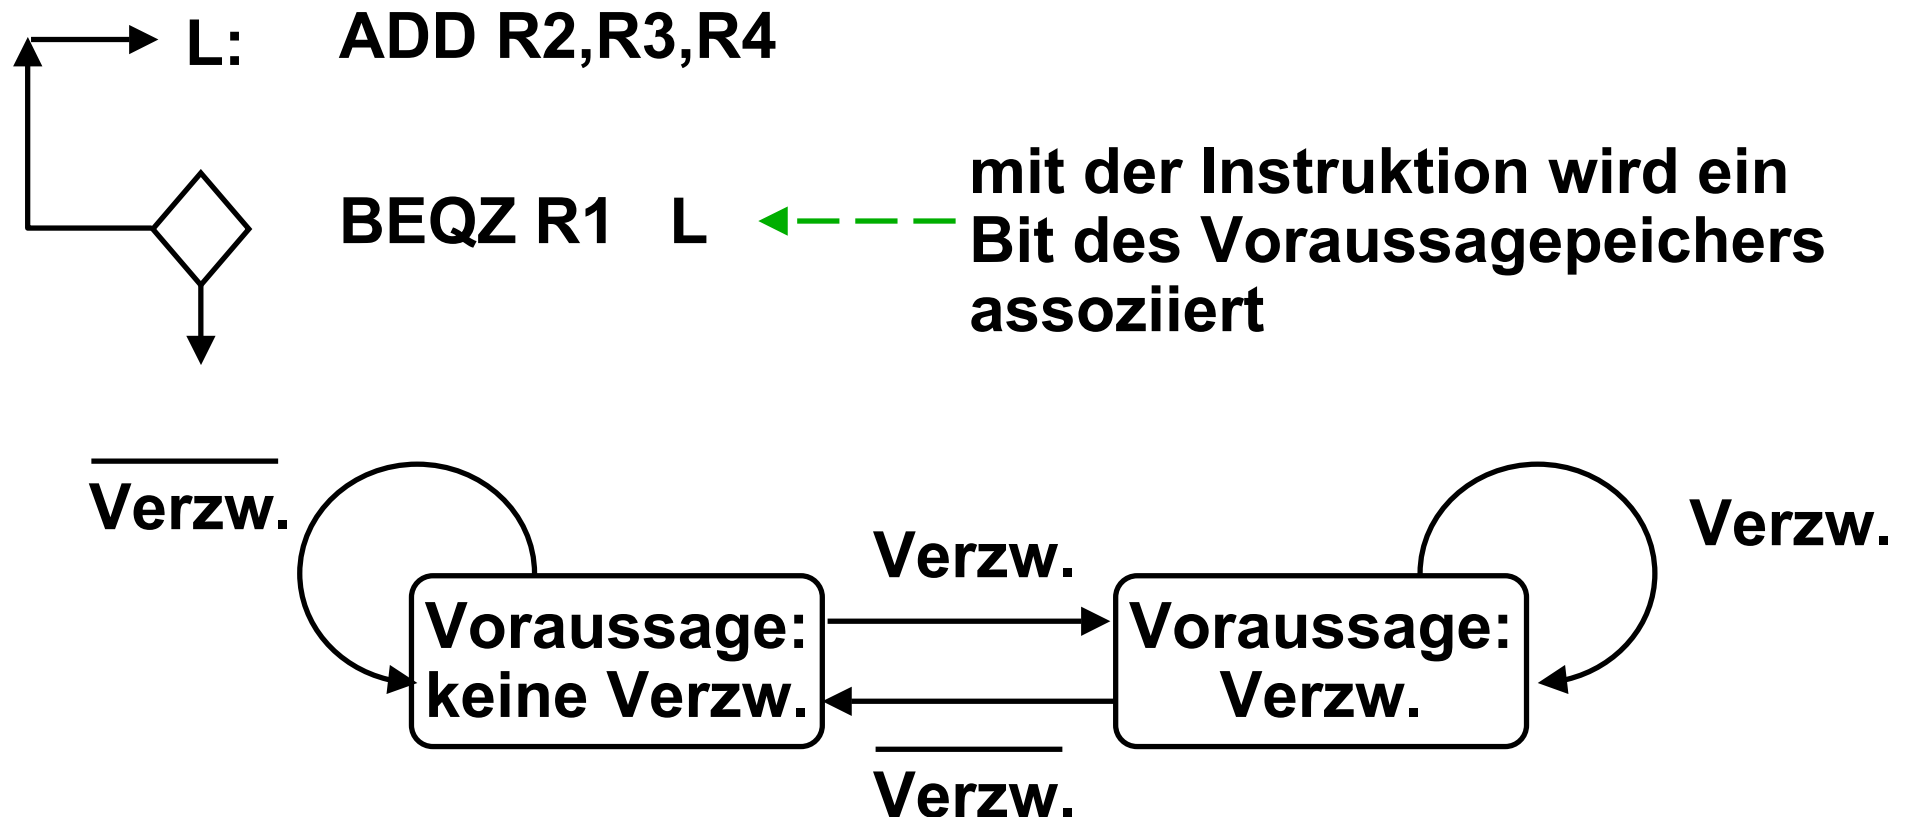 L: ADD R2,R3,R4
BEQZ R1 L
mit der Instruktion wird ein
Bit des Voraussagepeichers
assoziiert
Verzw.
Verzw.
Verzw.
Voraussage:
keine Verzw.
Voraussage:
Verzw.
Verzw.